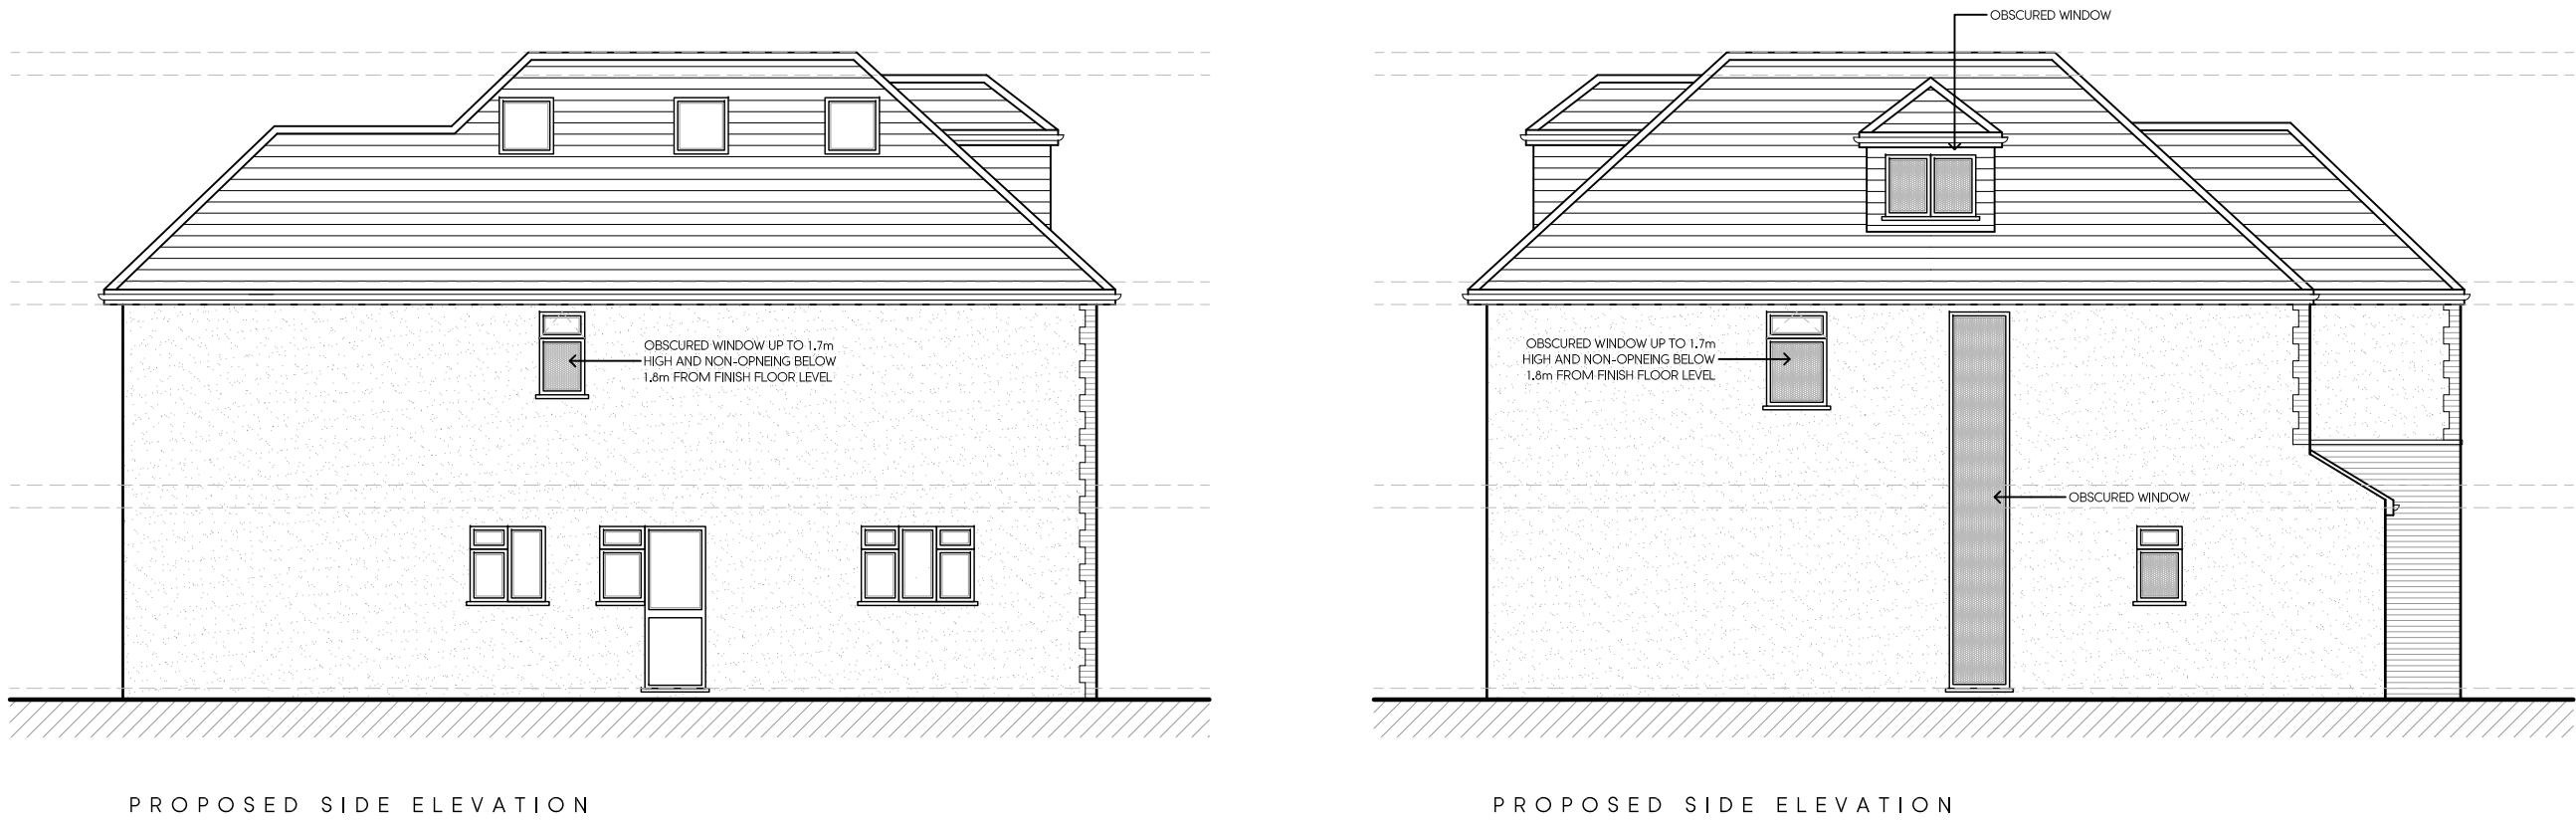 OBSCURED WINDOW
OBSCURED WINDOW UP TO 1.7m
HIGH AND NON-OPNEING BELOW
1.8m FROM FINISH FLOOR LEVEL
OBSCURED WINDOW UP TO 1.7m
HIGH AND NON-OPNEING BELOW
1.8m FROM FINISH FLOOR LEVEL
OBSCURED WINDOW
PROPOSED SIDE ELEVATION
PROPOSED SIDE ELEVATION